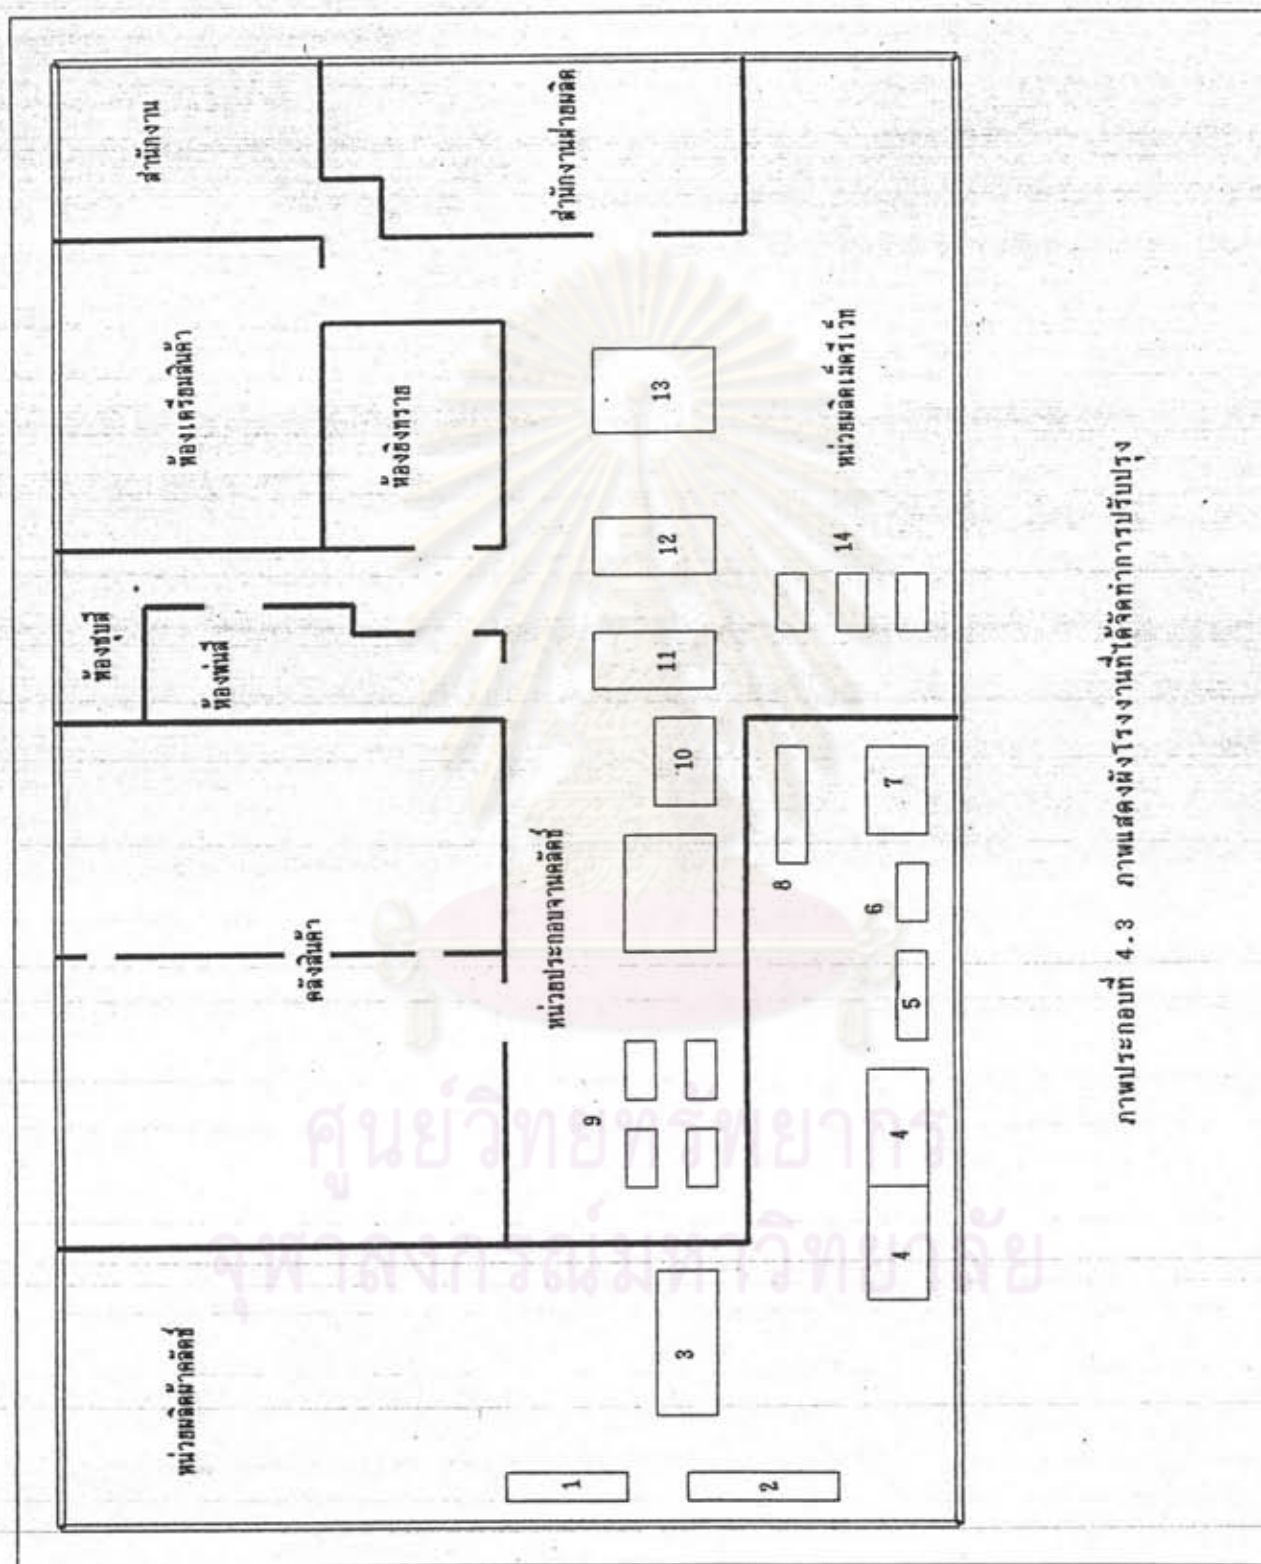 สำนักงาน
สำนักงานฝ่ายผลิต
ห้องเตรียมสินค้า
ห้องยิงทราย
13
หน่วยผลิตเม็ดรีเว็ท
12
14
ห้องชุบสี
ห้องพ่นสี
11
10
คลังสินค้า
หน่วยประกอบจานคลัตช์
8
7
6
5
9
4
4
หน่วยผลิตผ้าคลัตช์
3
1
2
ภาพประกอบที่ 4.3 ภาพแสดงผังโรงงานที่ได้จัดทำการปรับปรุง
ศูนย์วิทยทรัพยากร
จุฬาลงกรณ์มหาวิทยาลัย